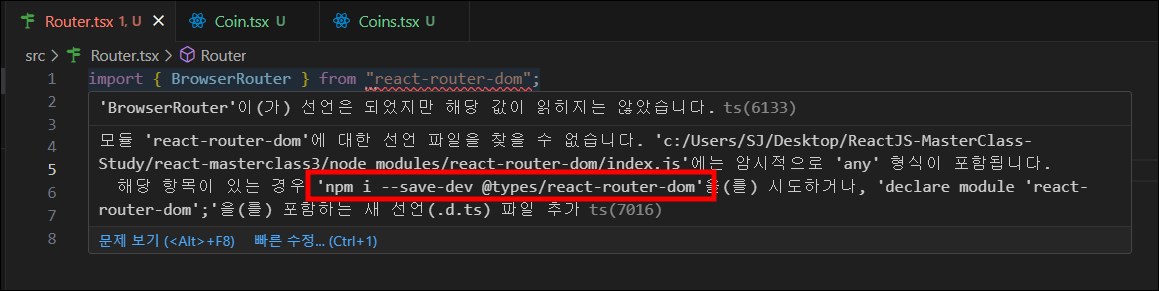 Router.tsx 1, U Coin.tsx U Coins.tsx U
src > Router.tsx > Router
1 import { BrowserRouter } from "react-router-dom";
2 'BrowserRouter'이(가) 선언은 되었지만 해당 값이 읽히지는 않았습니다. ts(6133)
3
4 모듈 'react-router-dom'에 대한 선언 파일을 찾을 수 없습니다. 'c:/Users/SJ/Desktop/ReactJS-MasterClass-
5 Study/react-masterclass3/node_modules/react-router-dom/index.js'에는 암시적으로 'any' 형식이 포함됩니다.
6 해당 항목이 있는 경우 'npm i --save-dev @types/react-router-dom'을(를) 시도하거나, 'declare module 'react-
7 router-dom';'을(를) 포함하는 새 선언(.d.ts) 파일 추가 ts(7016)
8 문제 보기 (<Alt>+F8) 빠른 수정... (Ctrl+1)